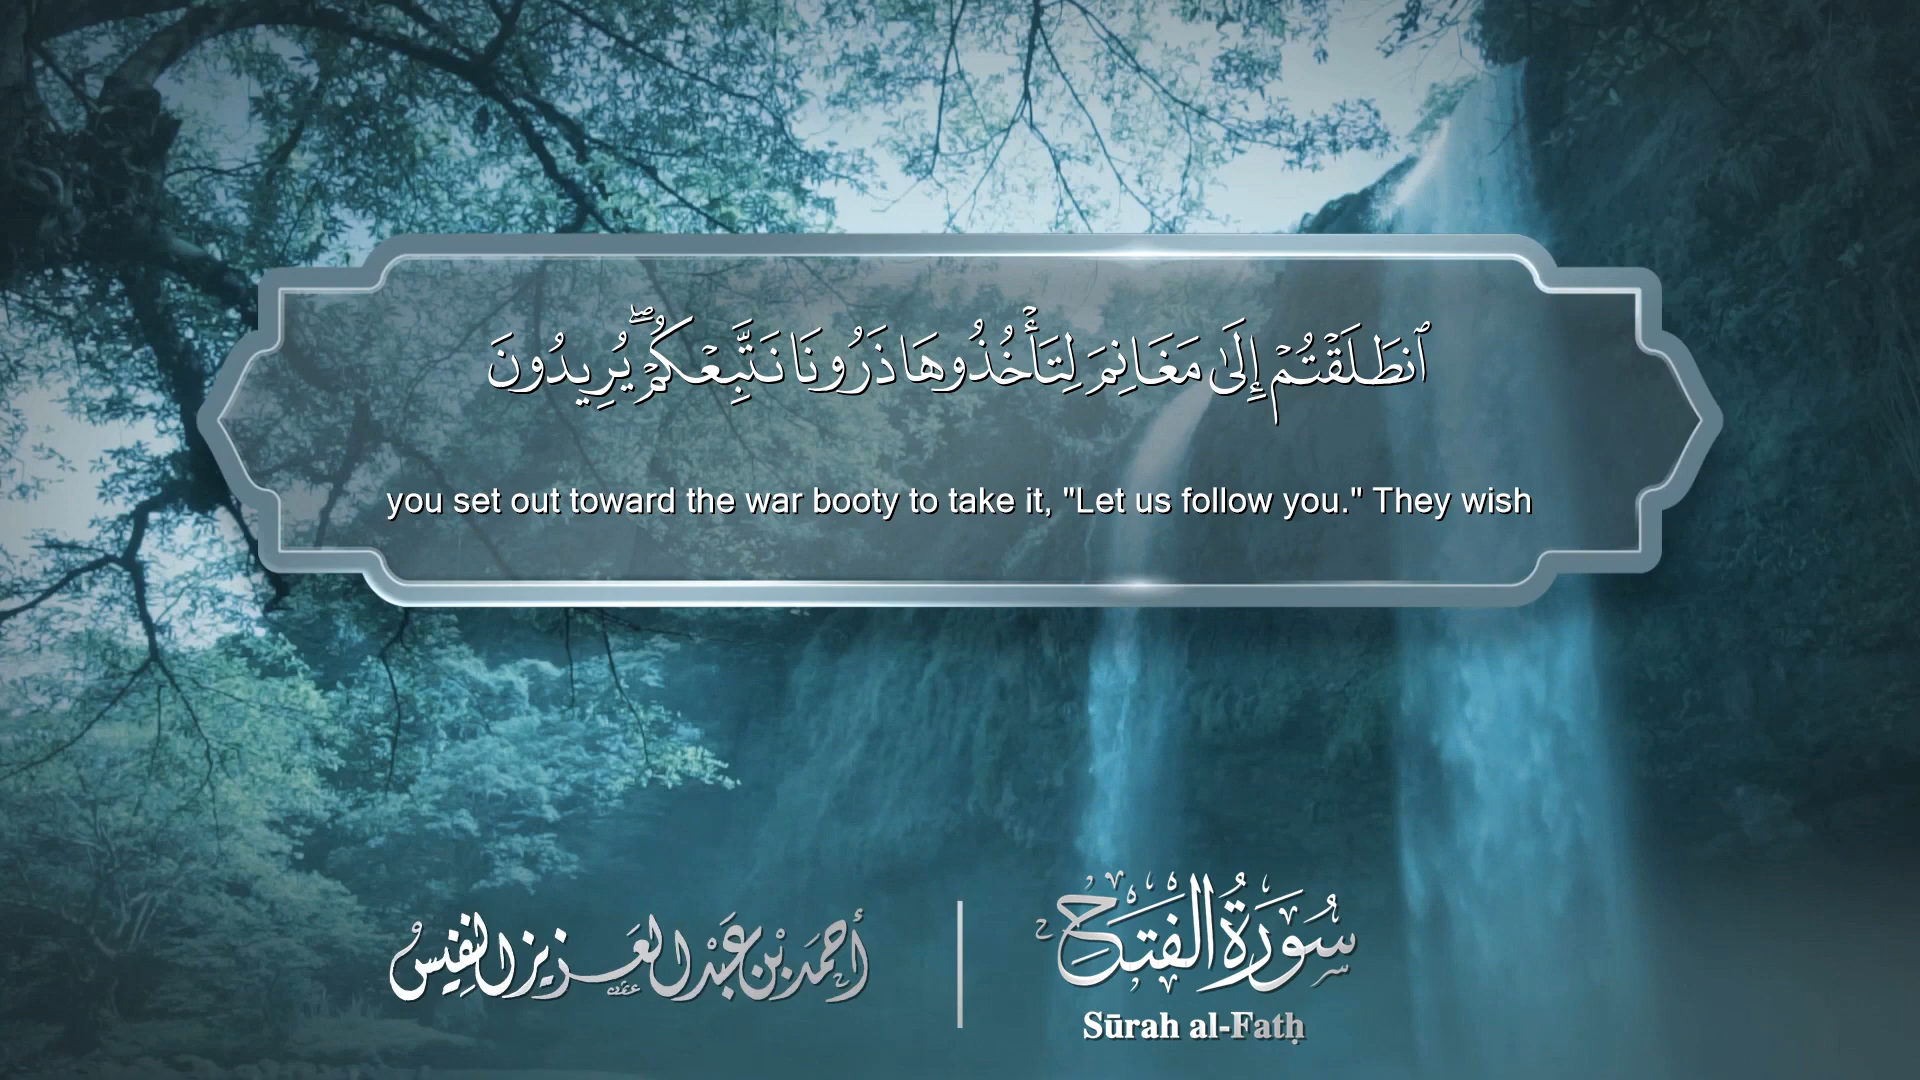 ٱنطَلَقۡتُمۡ إِلَىٰ مَغَانِمَ لِتَأۡخُذُوهَا ذَرُونَا نَتَّبِعۡكُمۡۖ يُرِيدُونَ
you set out toward the war booty to take it, "Let us follow you." They wish
سُورَةُ الْفَتْحِ
Sūrah al-Fatḥ
أحمد بن عبد العزيز النفيس